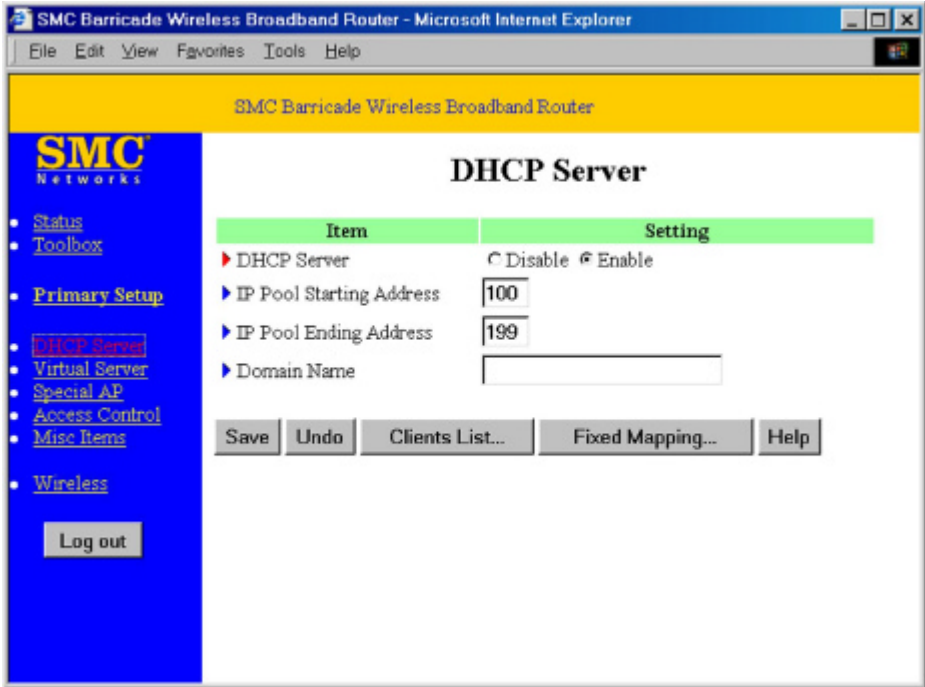 SMC Barricade Wireless Broadband Router - Microsoft Internet Explorer
File Edit View Favorites Tools Help
SMC Barricade Wireless Broadband Router
SMC
Networks
Status
Toolbox
Primary Setup
DHCP Server
Virtual Server
Special AP
Access Control
Misc Items
Wireless
Log out
DHCP Server
Item Setting
DHCP Server Disable Enable
IP Pool Starting Address 100
IP Pool Ending Address 199
Domain Name
Save Undo Clients List... Fixed Mapping... Help